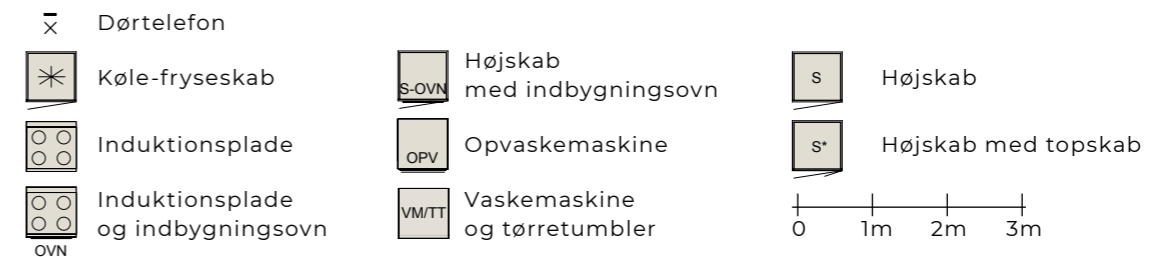 x̄ Dørtelefon
Køle-fryseskab
Induktionsplade
Induktionsplade
og indbygningsovn
OVN
S-OVN
Højskab
med indbygningsovn
OPV
Opvaskemaskine
VM/TT
Vaskemaskine
og tørretumbler
S Højskab
S* Højskab med topskab
0 1m 2m 3m